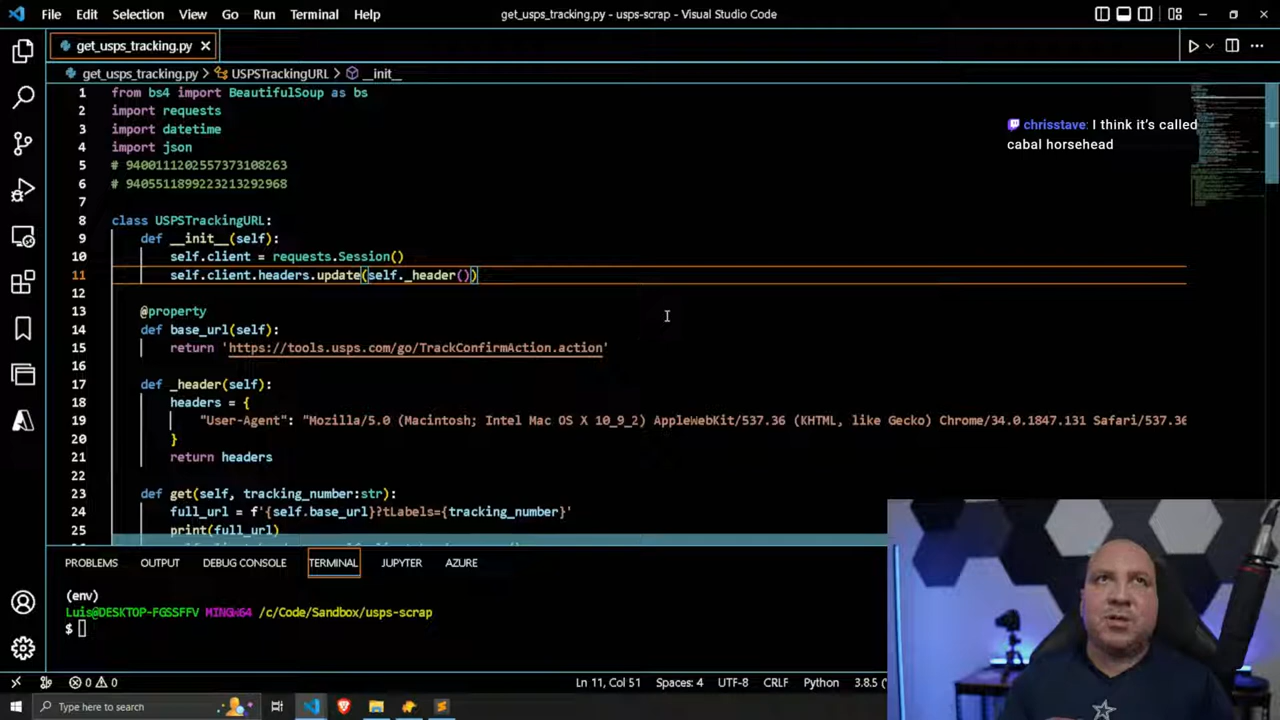 File Edit Selection View Go Run Terminal Help
get_usps_tracking.py - usps-scrap - Visual Studio Code
get_usps_tracking.py
get_usps_tracking.py > USPSTrackingURL > __init__
1 from bs4 import BeautifulSoup as bs
2 import requests
3 import datetime
4 import json
5 # 9400111202557373108263
6 # 9405511899223213292968
7
8 class USPSTrackingURL:
9 def __init__(self):
10 self.client = requests.Session()
11 self.client.headers.update(self._header())
12
13 @property
14 def base_url(self):
15 return 'https://tools.usps.com/go/TrackConfirmAction.action'
16
17 def _header(self):
18 headers = {
19 "User-Agent": "Mozilla/5.0 (Macintosh; Intel Mac OS X 10_9_2) AppleWebKit/537.36 (KHTML, like Gecko) Chrome/34.0.1847.131 Safari/537.36
20 }
21 return headers
22
23 def get(self, tracking_number:str):
24 full_url = f'{self.base_url}?tLabels={tracking_number}'
25 print(full_url)
chrisstave: I think it's called
cabal horsehead
PROBLEMS OUTPUT DEBUG CONSOLE TERMINAL JUPYTER AZURE
(env)
Luis@DESKTOP-FGSSFFV MINGW64 /c/Code/Sandbox/usps-scrap
$
0 0 Ln 11, Col 51 Spaces: 4 UTF-8 CRLF Python 3.8.5
Type here to search